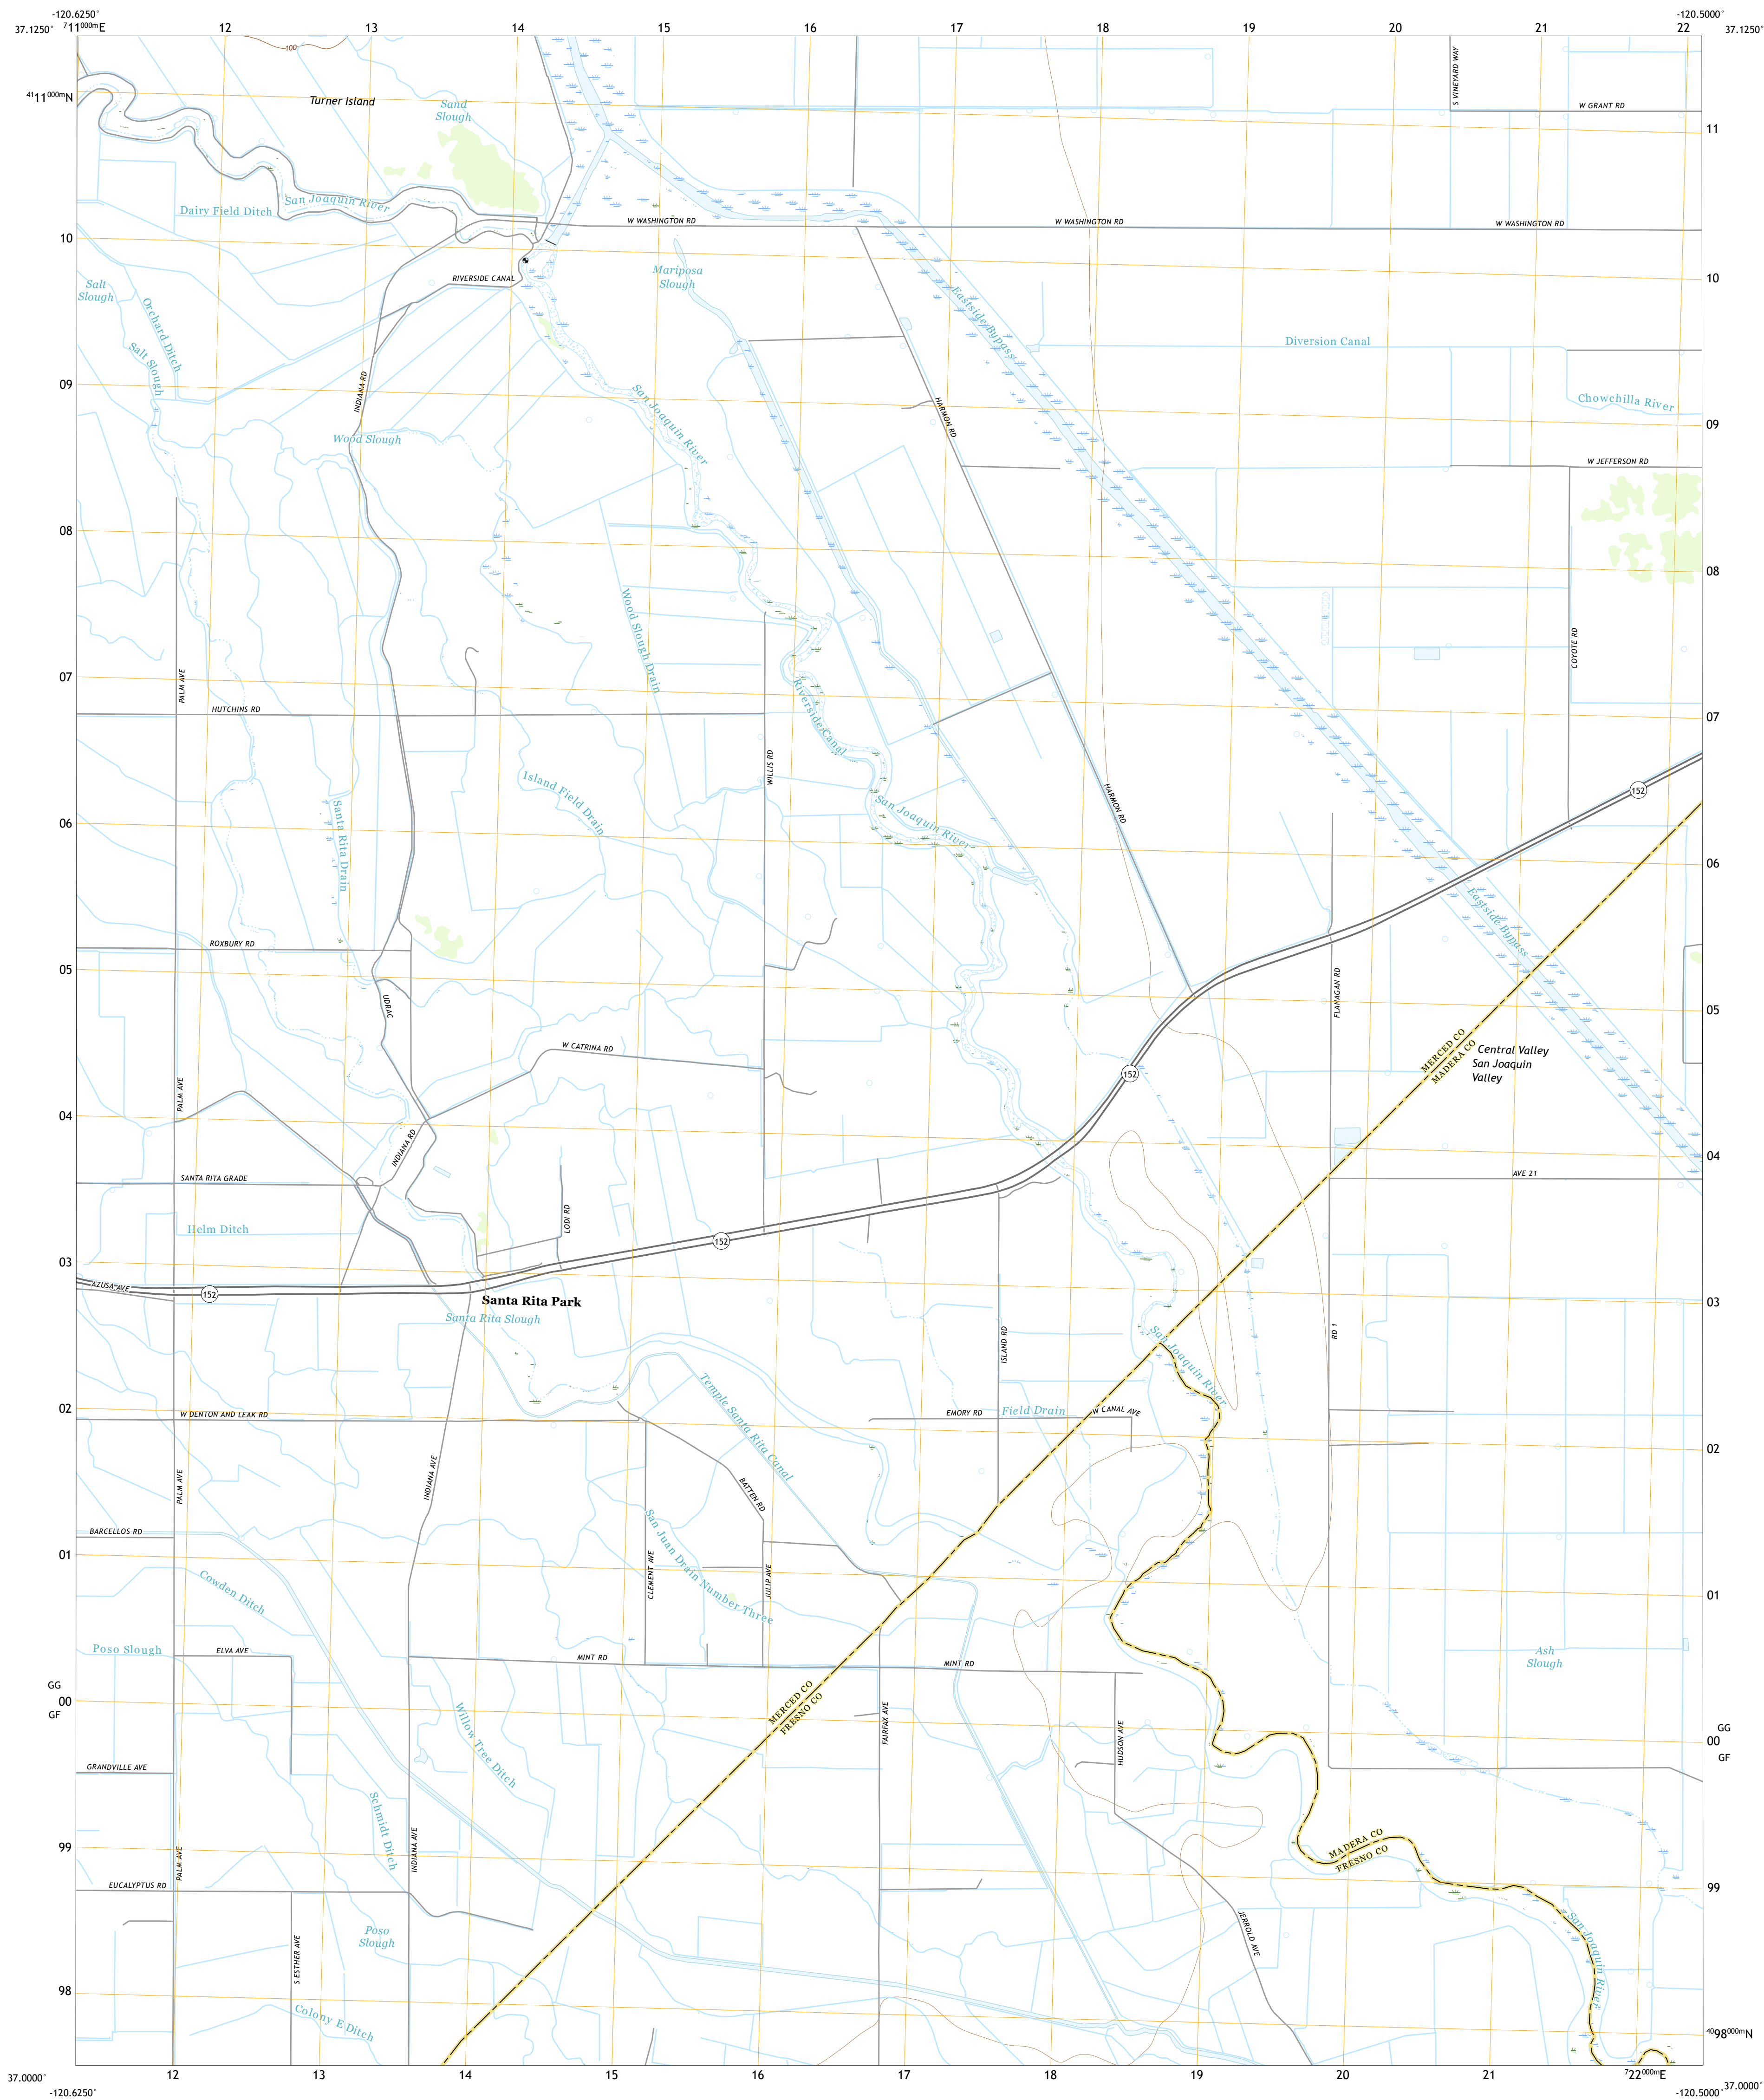 -120.6250°
-120.5000°
37.1250°
⁷11⁰⁰⁰ᵐE
12
13
14
15
16
17
18
19
20
21
22
37.1250°
100
S VINEYARD WAY
⁴¹11⁰⁰⁰ᵐN
Turner Island
Sand
Slough
W GRANT RD
11
San Joaquin River
Dairy Field Ditch
W WASHINGTON RD
W WASHINGTON RD
W WASHINGTON RD
10
Mariposa
Slough
RIVERSIDE CANAL
10
Salt
Slough
Orchard Ditch
Eastside Bypass
Diversion Canal
Salt Slough
09
INDIANA RD
San Joaquin River
HARMON RD
Chowchilla River
09
Wood Slough
W JEFFERSON RD
08
08
Wood Slough Drain
COYOTE RD
07
PALM AVE
Riverside Canal
HUTCHINS RD
07
WILLIS RD
Island Field Drain
HARMON RD
152
06
Santa Rita Drain
San Joaquin River
06
Eastside Bypass
ROXBURY RD
05
UDRAC
FLANAGAN RD
05
W CATRINA RD
MERCED CO
MADERA CO
Central Valley
San Joaquin
Valley
152
PALM AVE
04
INDIANA RD
04
SANTA RITA GRADE
AVE 21
LODI RD
Helm Ditch
152
03
AZUSA AVE
152
Santa Rita Park
03
Santa Rita Slough
ISLAND RD
San Joaquin River
RD 1
02
W DENTON AND LEAK RD
Temple Santa Rita Canal
EMORY RD
Field Drain
W CANAL AVE
02
PALM AVE
INDIANA AVE
BATTEN RD
BARCELLOS RD
San Juan Drain Number Three
01
CLEMENT AVE
JULIP AVE
Cowden Ditch
01
Poso Slough
ELVA AVE
MINT RD
MINT RD
Ash
Slough
GG
00
GF
MERCED CO
FRESNO CO
Willow Tree Ditch
FAIRFAX AVE
HUDSON AVE
GG
00
GF
GRANDVILLE AVE
Schmidt Ditch
99
PALM AVE
INDIANA AVE
MADERA CO
FRESNO CO
EUCALYPTUS RD
99
Poso
Slough
JERROLD AVE
San Joaquin River
S ESTHER AVE
98
Colony E Ditch
⁴⁰98⁰⁰⁰ᵐN
37.0000°
12
13
14
15
16
17
18
19
20
21
⁷22⁰⁰⁰ᵐE
37.0000°
-120.6250°
-120.5000°